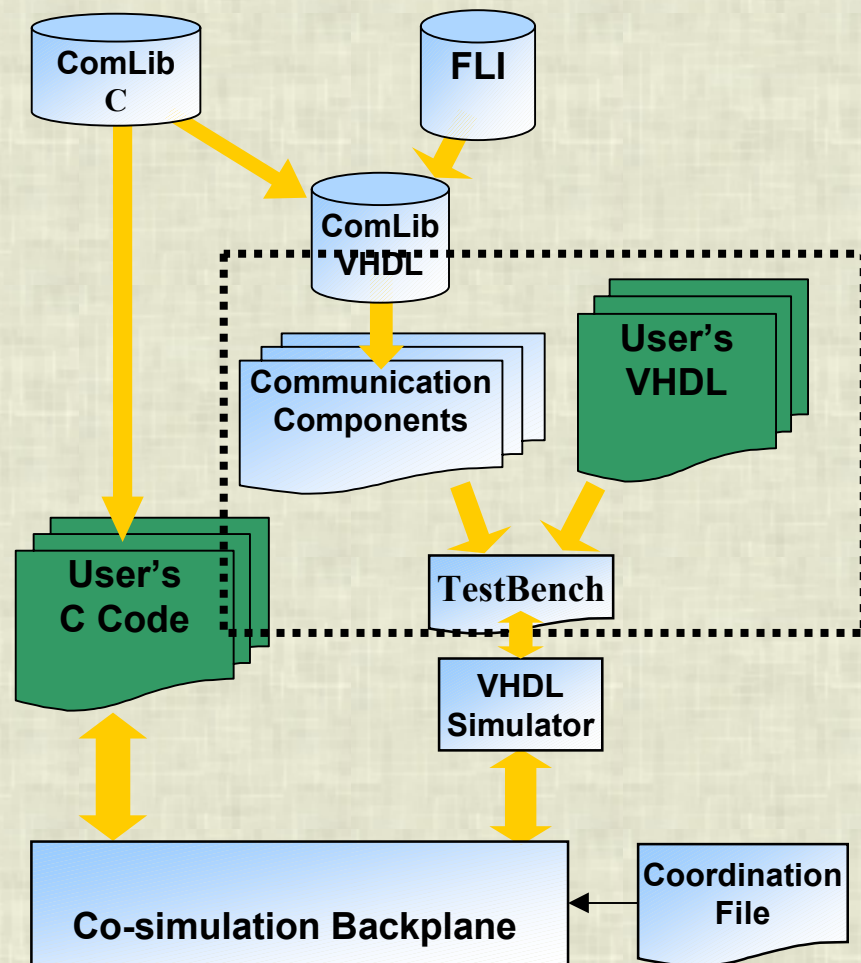 ComLib
C
FLI
ComLib
VHDL
Communication
Components
User's
VHDL
User's
C Code
TestBench
VHDL
Simulator
Co-simulation Backplane
Coordination
File